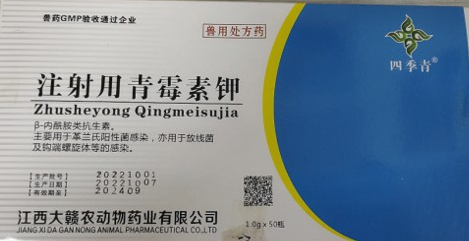 兽药GMP验收通过企业
兽用处方药
四季青®
注射用青霉素钾
Zhusheyong Qingmeisujia
β-内酰胺类抗生素。
主要用于革兰氏阳性菌感染，亦用于放线菌
及钩端螺旋体等的感染。
【生产批号】 20221001
【生产日期】 20221007
【有效期至】 202409
江西大赣农动物药业有限公司
JIANG XI DA GAN NONG ANIMAL PHARMACEUTICAL CO.,LTD
1.0g×50瓶